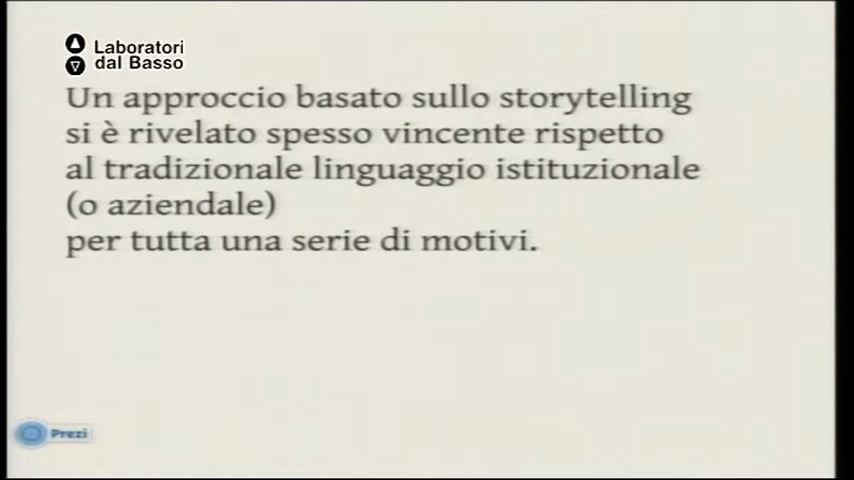 Laboratori
dal Basso
Un approccio basato sullo storytelling
si è rivelato spesso vincente rispetto
al tradizionale linguaggio istituzionale
(o aziendale)
per tutta una serie di motivi.
Prezi